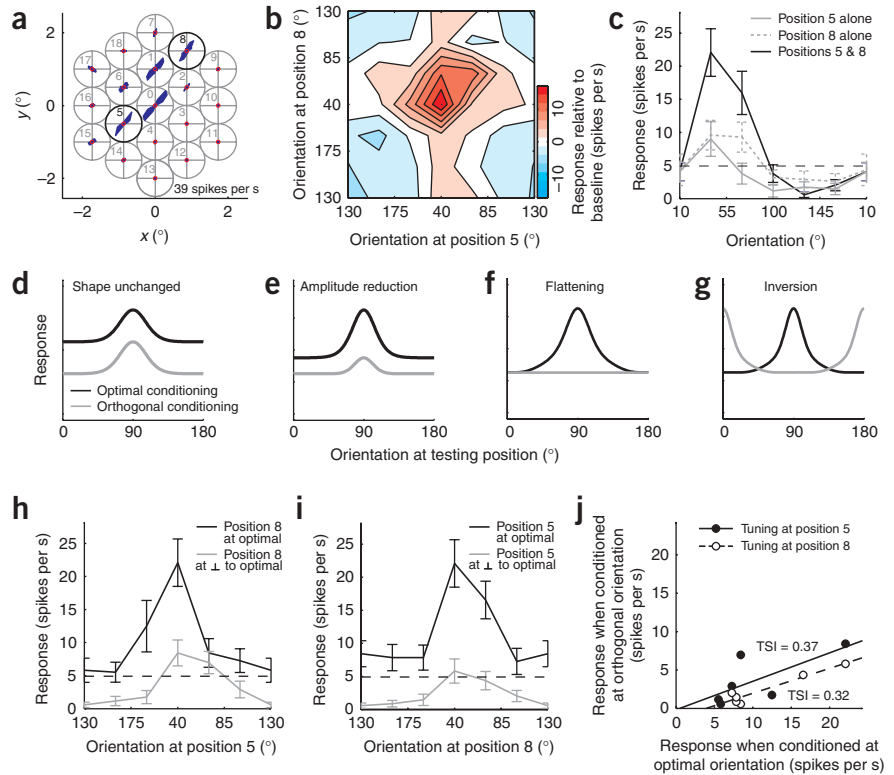 a
2
0
−2
y (°)
−2
0
2
x (°)
7
18
8
17
1
9
6
2
16
0
10
5
3
15
4
11
14
12
13
39 spikes per s
b
Orientation at position 8 (°)
130
85
40
175
130
130
175
40
85
130
Orientation at position 5 (°)
10
0
−10
Response relative to
baseline (spikes per s)
c
Position 5 alone
Position 8 alone
Positions 5 & 8
Response (spikes per s)
25
20
15
10
5
0
10
55
100
145
10
Orientation (°)
d
Shape unchanged
Response
Optimal conditioning
Orthogonal conditioning
0
90
180
e
Amplitude reduction
0
90
180
f
Flattening
0
90
180
g
Inversion
0
90
180
Orientation at testing position (°)
h
Position 8
at optimal
Position 8
at ⊥ to optimal
Response (spikes per s)
25
20
15
10
5
0
130
175
40
85
130
Orientation at position 5 (°)
i
Position 5
at optimal
Position 5
at ⊥ to optimal
Response (spikes per s)
25
20
15
10
5
0
130
175
40
85
130
Orientation at position 8 (°)
j
Tuning at position 5
Tuning at position 8
Response when conditioned
at orthogonal orientation
(spikes per s)
20
15
10
5
0
TSI = 0.37
TSI = 0.32
0
5
10
15
20
Response when conditioned at
optimal orientation (spikes per s)